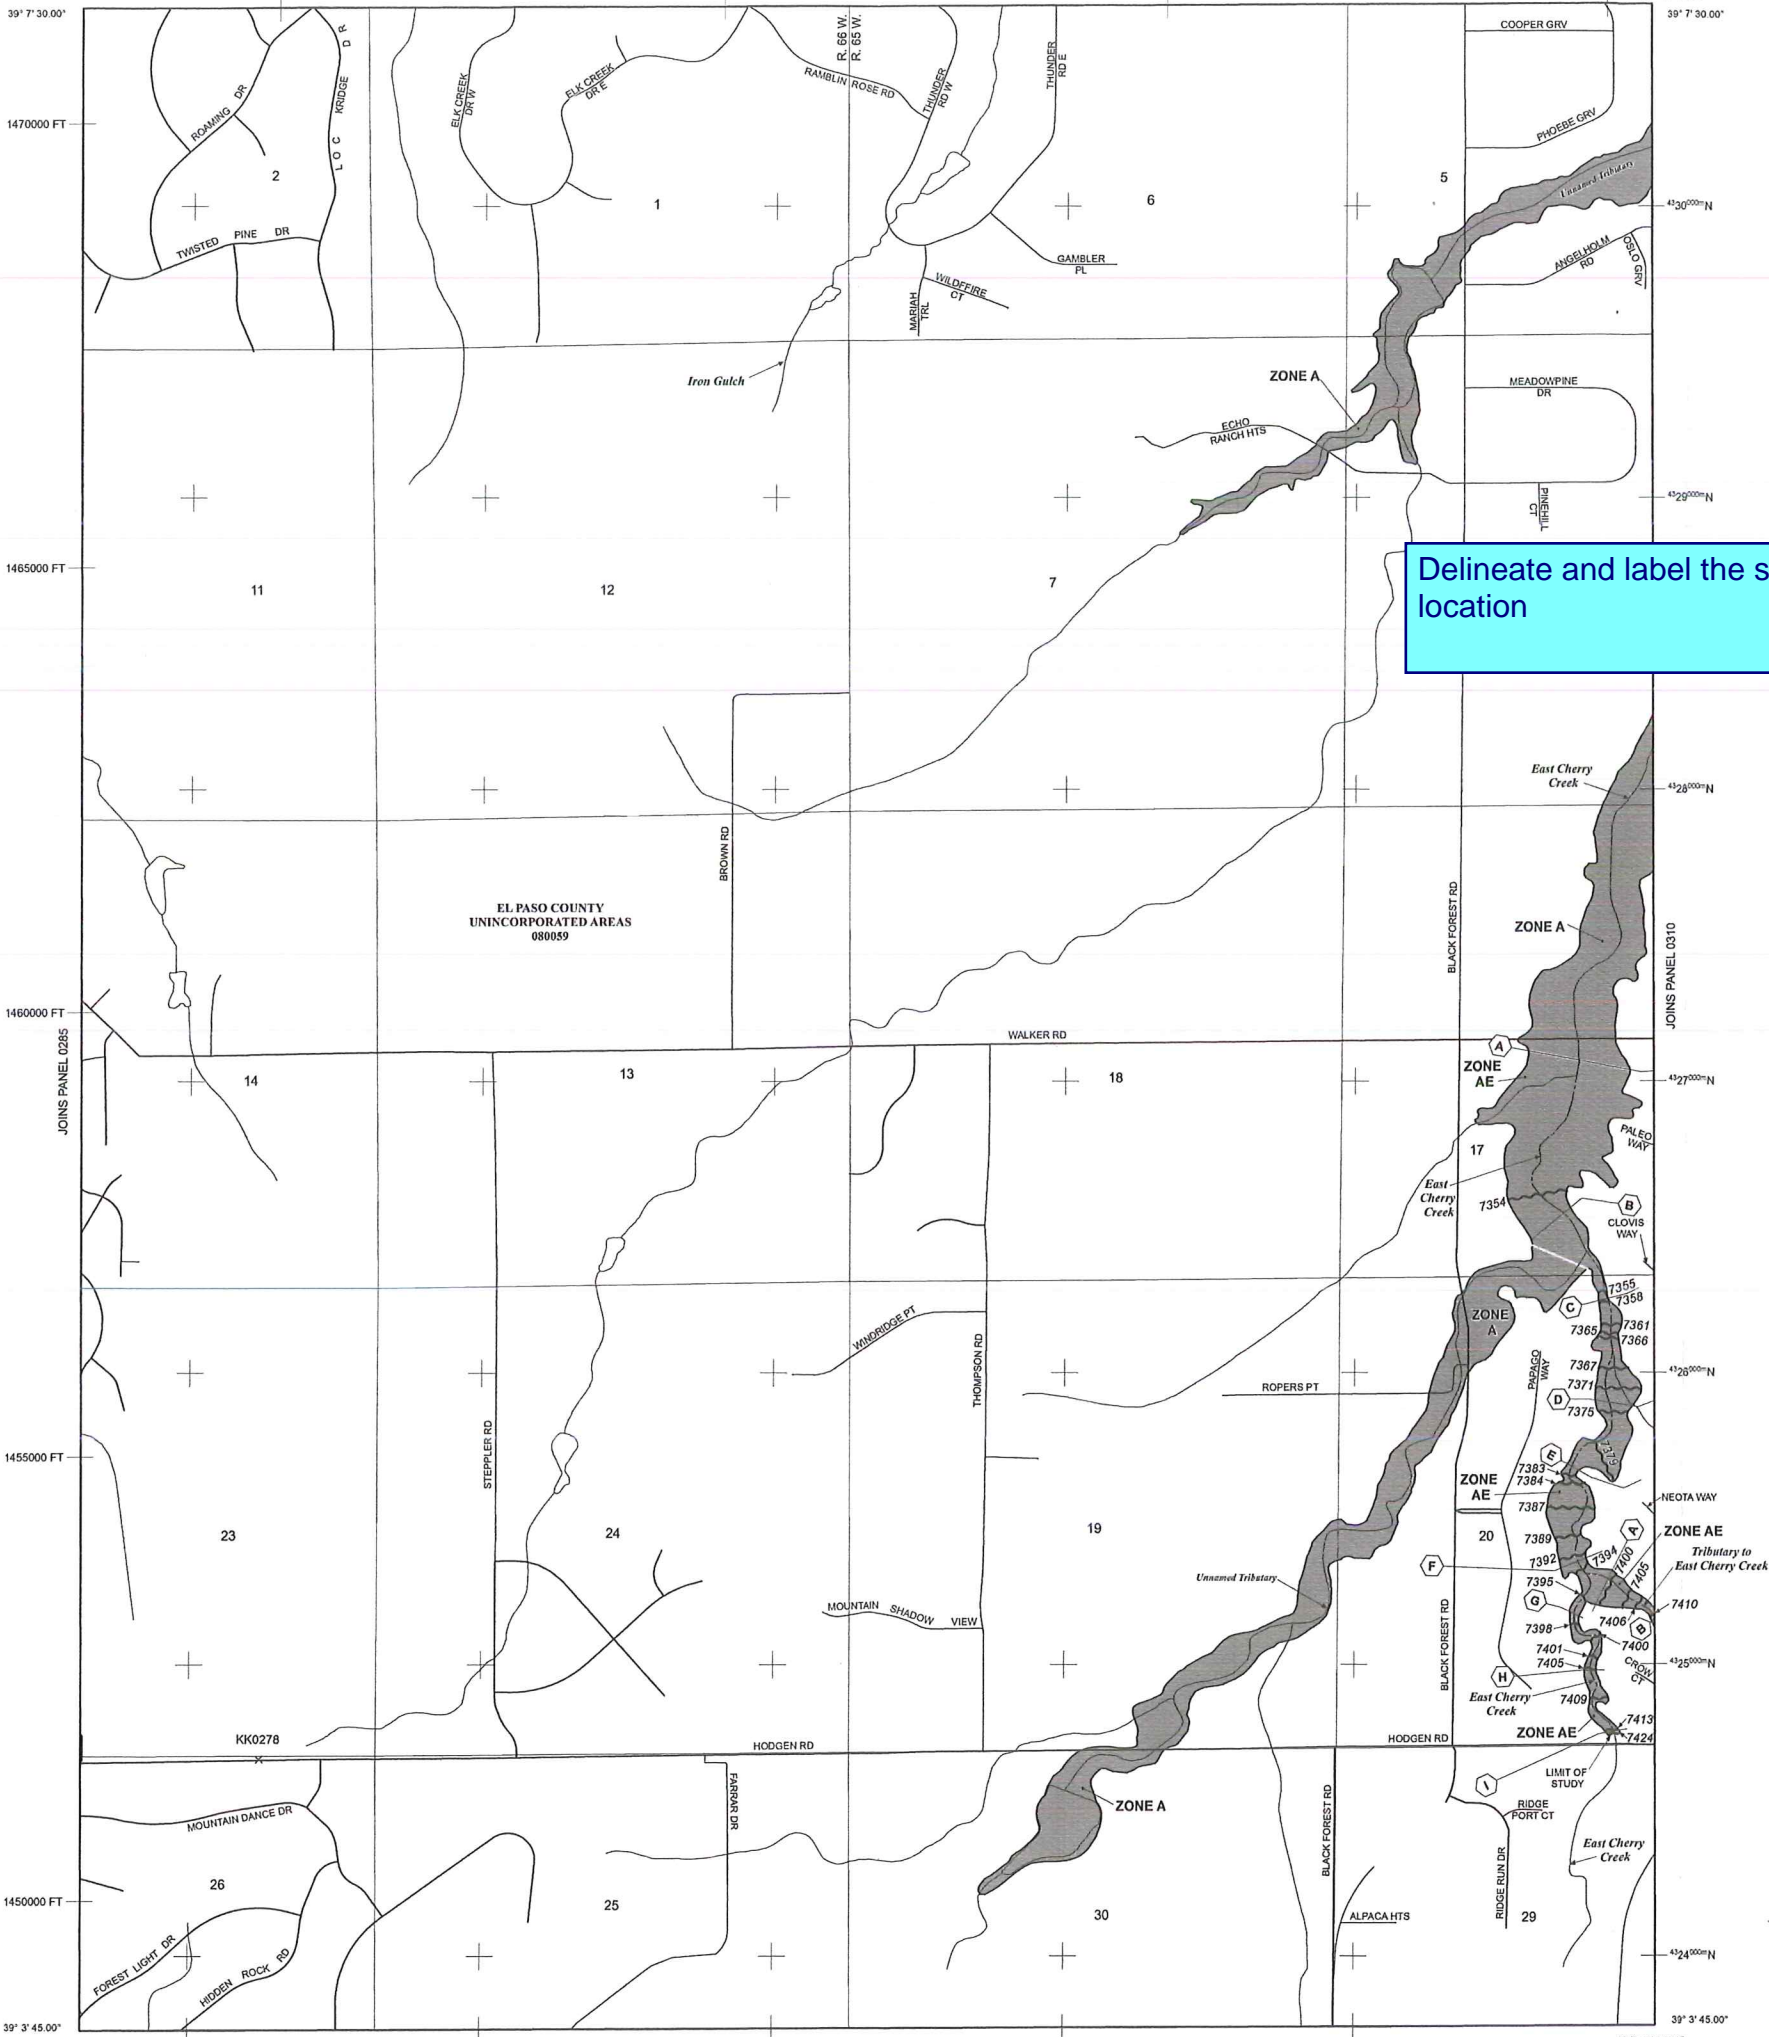 39° 7' 30.00"
39° 7' 30.00"
COOPER GRV
R. 66 W.
R. 65 W.
ROAMING DR
LOC KRIDGE DR
ELK CREEK
DR W
ELK CREEK
DR E
RAMBLIN ROSE RD
THUNDER
RD W
THUNDER
RD E
PHOEBE GRV
1470000 FT
2
1
6
5
Unnamed Tributary
4330000m N
TWISTED PINE DR
GAMBLER
PL
WILDFFIRE
CT
MARIAH
TRL
ANGELHOLM
RD
OSLO GRV
Iron Gulch
ZONE A
MEADOWPINE
DR
ECHO
RANCH HTS
PINEHILL
CT
4329000m N
1465000 FT
11
12
7
Delineate and label the s
location
East Cherry
Creek
4328000m N
BROWN RD
EL PASO COUNTY
UNINCORPORATED AREAS
080059
BLACK FOREST RD
ZONE A
JOINS PANEL 0310
1460000 FT
JOINS PANEL 0285
WALKER RD
A
ZONE
AE
14
13
18
4327000m N
17
PALEO
WAY
East
Cherry
Creek
7354
B
CLOVIS
WAY
7355
7358
C
ZONE
A
7365
7361
7366
WINDRIDGE PT
THOMPSON RD
ROPERS PT
PAPAGO
WAY
7367
7371
4326000m N
D
7375
7379
STEPPLER RD
1455000 FT
E
7383
7384
ZONE
AE
7387
NEOTA WAY
23
24
19
20
7389
A
ZONE AE
Tributary to
East Cherry Creek
F
7392
7394
7400
7405
7395
Unnamed Tributary
MOUNTAIN SHADOW VIEW
BLACK FOREST RD
G
7410
7406
7398
B
7400
7401
7405
CROW
CT
4325000m N
H
East Cherry
Creek
7409
7413
ZONE AE
7424
KK0278
HODGEN RD
HODGEN RD
LIMIT OF
STUDY
I
ZONE A
MOUNTAIN DANCE DR
FARRAR DR
BLACK FOREST RD
RIDGE
PORT CT
East Cherry
Creek
RIDGE RUN DR
26
25
30
29
1450000 FT
ALPACA HTS
FOREST LIGHT DR
HIDDEN ROCK RD
4324000m N
39° 3' 45.00"
39° 3' 45.00"